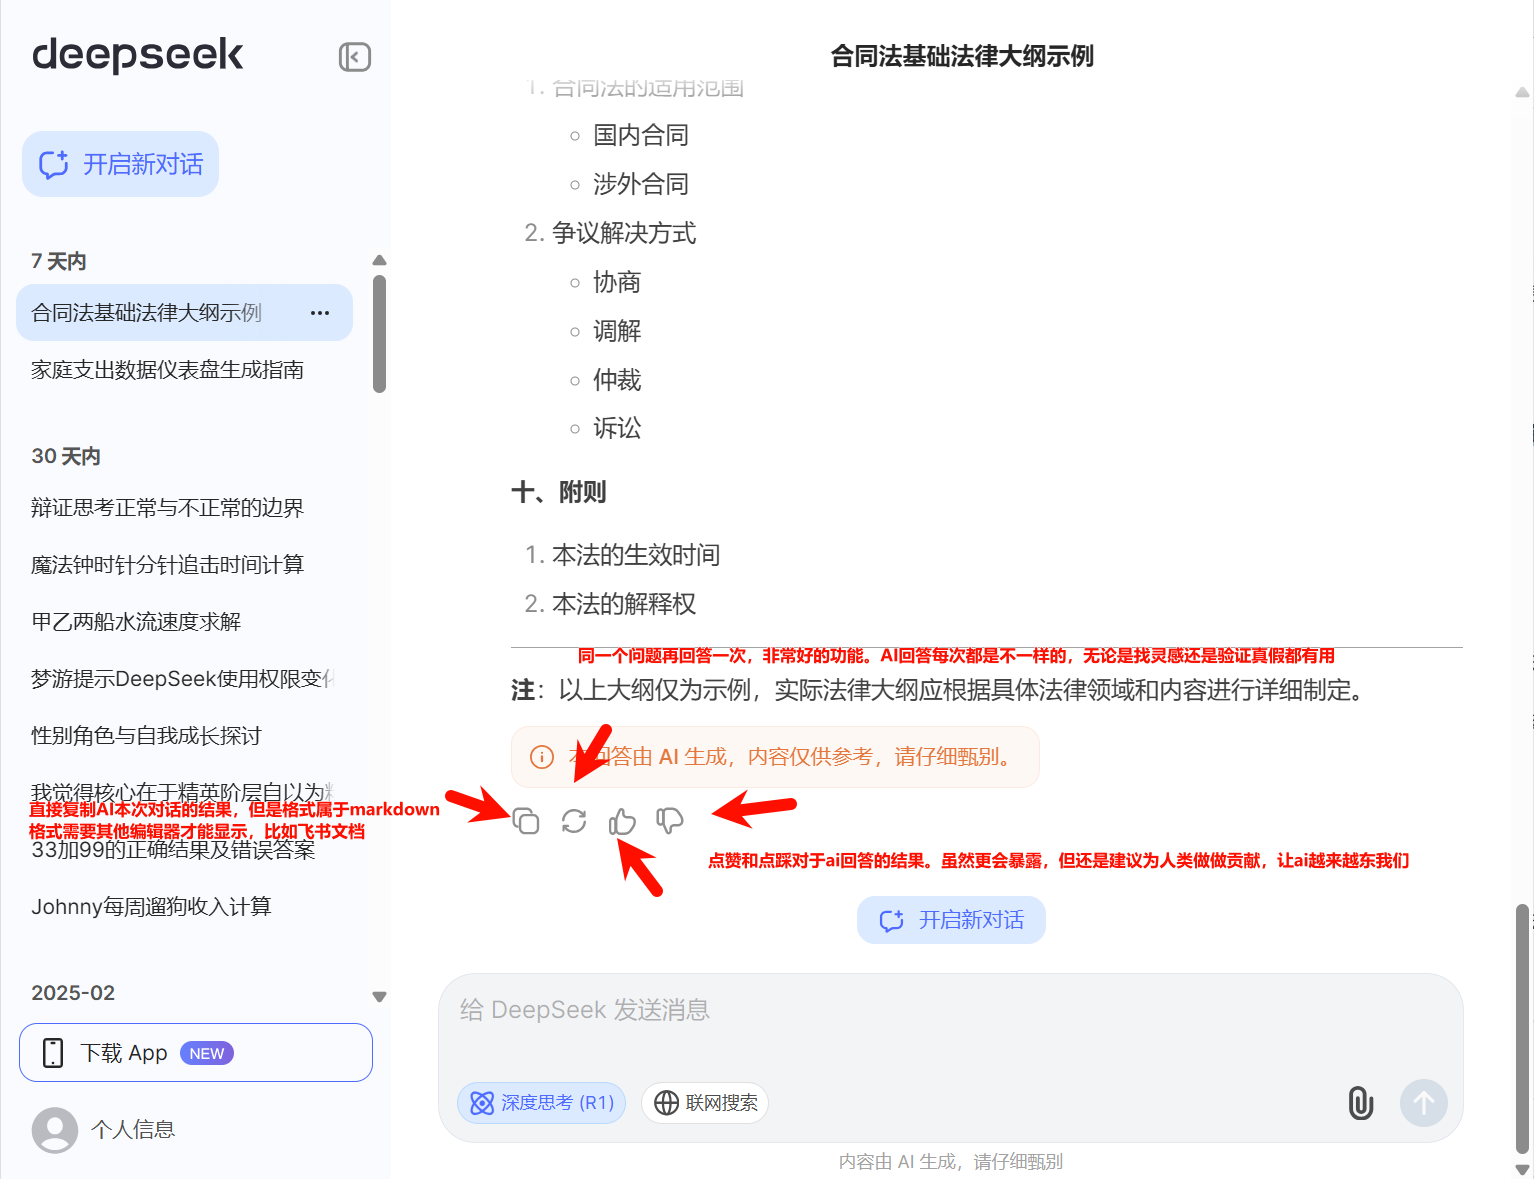 deepseek
开启新对话
7 天内
合同法基础法律大纲示例
家庭支出数据仪表盘生成指南
30 天内
辩证思考正常与不正常的边界
魔法钟时针分针追击时间计算
甲乙两船水流速度求解
梦游提示DeepSeek使用权限变化
性别角色与自我成长探讨
我觉得核心在于精英阶层自以为
直接复制AI本次对话的结果，但是格式属于markdown
格式需要其他编辑器才能显示，比如飞书文档
33加99的正确结果及错误答案
Johnny每周遛狗收入计算
2025-02
下载 App NEW
个人信息
合同法基础法律大纲示例
1. 合同法的适用范围
国内合同
涉外合同
2. 争议解决方式
协商
调解
仲裁
诉讼
十、附则
1. 本法的生效时间
2. 本法的解释权
同一个问题再回答一次，非常好的功能。AI回答每次都是不一样的，无论是找灵感还是验证真假都有用
注：以上大纲仅为示例，实际法律大纲应根据具体法律领域和内容进行详细制定。
本回答由 AI 生成，内容仅供参考，请仔细甄别。
点赞和点踩对于ai回答的结果。虽然更会暴露，但还是建议为人类做做贡献，让ai越来越东我们
开启新对话
给 DeepSeek 发送消息
深度思考 (R1)
联网搜索
内容由 AI 生成，请仔细甄别